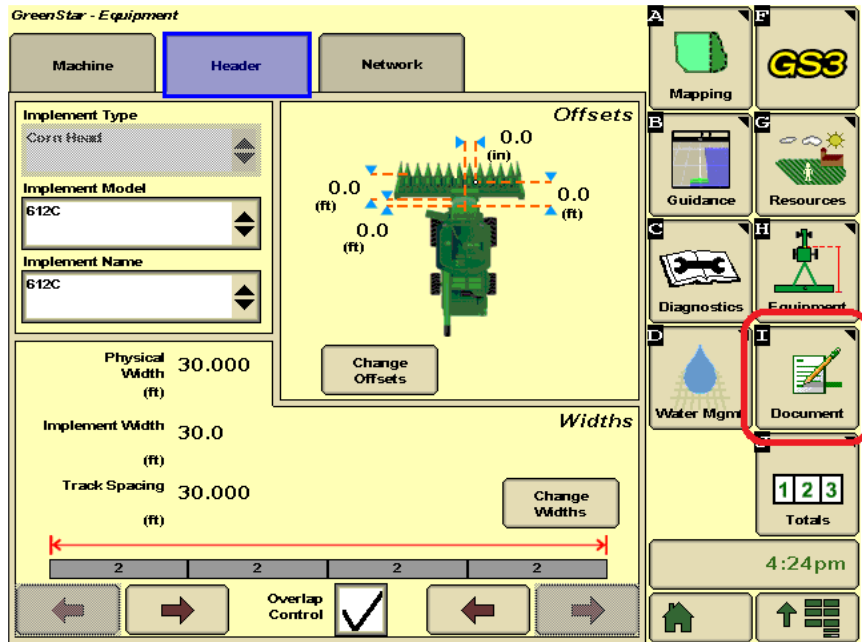 GreenStar - Equipment
Machine
Header
Network
Implement Type
Corn Head
Implement Model
612C
Implement Name
612C
Offsets
0.0
(in)
0.0
(ft)
0.0
(ft)
0.0
(ft)
Change
Offsets
Physical
Width
(ft)
30.000
Implement Width
(ft)
30.0
Track Spacing
(ft)
30.000
Widths
Change
Widths
2
2
2
2
Overlap
Control
A
Mapping
F
GS3
B
Guidance
G
Resources
C
Diagnostics
H
Equipment
D
Water Mgmt
I
Document
1 2 3
Totals
4:24pm